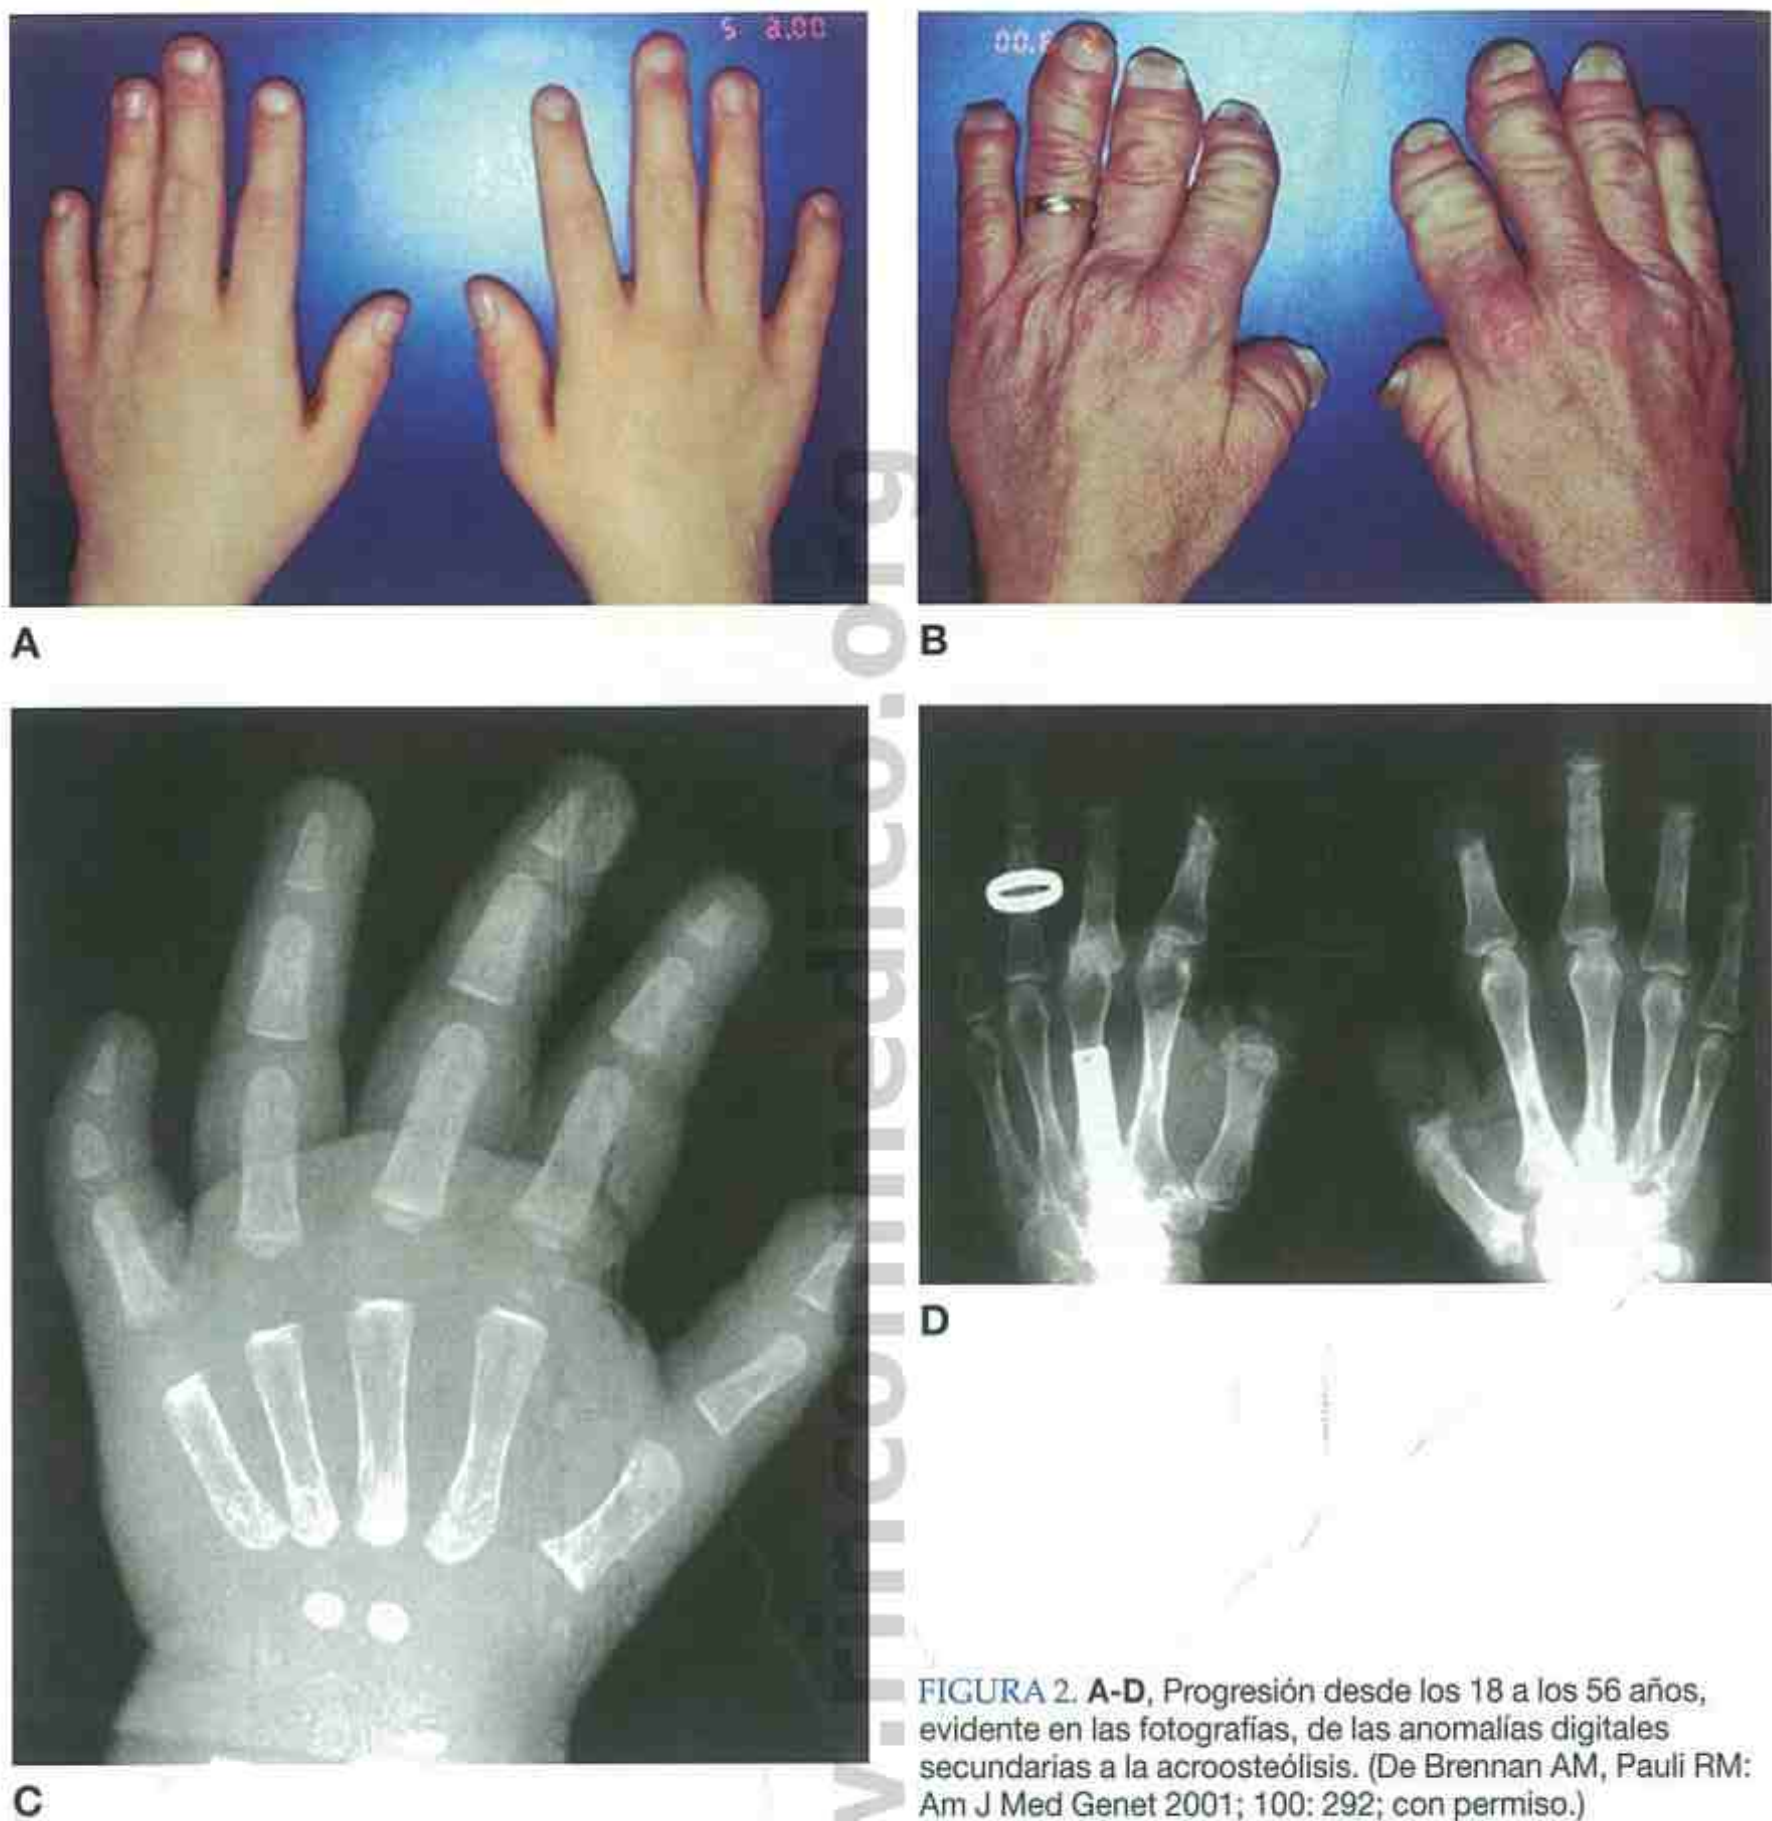 A
B
C
D
FIGURA 2. A-D, Progresión desde los 18 a los 56 años,
evidente en las fotografías, de las anomalías digitales
secundarias a la acroosteólisis. (De Brennan AM, Pauli RM:
Am J Med Genet 2001; 100: 292; con permiso.)